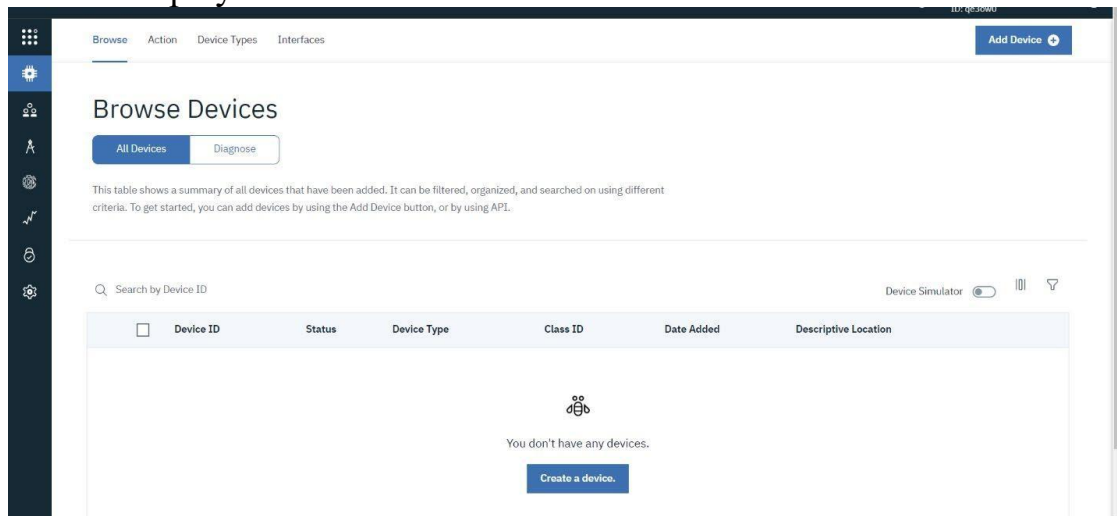 ID: qe36w0
Browse Action Device Types Interfaces
Add Device
Browse Devices
All Devices Diagnose
This table shows a summary of all devices that have been added. It can be filtered, organized, and searched on using different
criteria. To get started, you can add devices by using the Add Device button, or by using API.
Search by Device ID
Device Simulator
Device ID Status Device Type Class ID Date Added Descriptive Location
You don't have any devices.
Create a device.